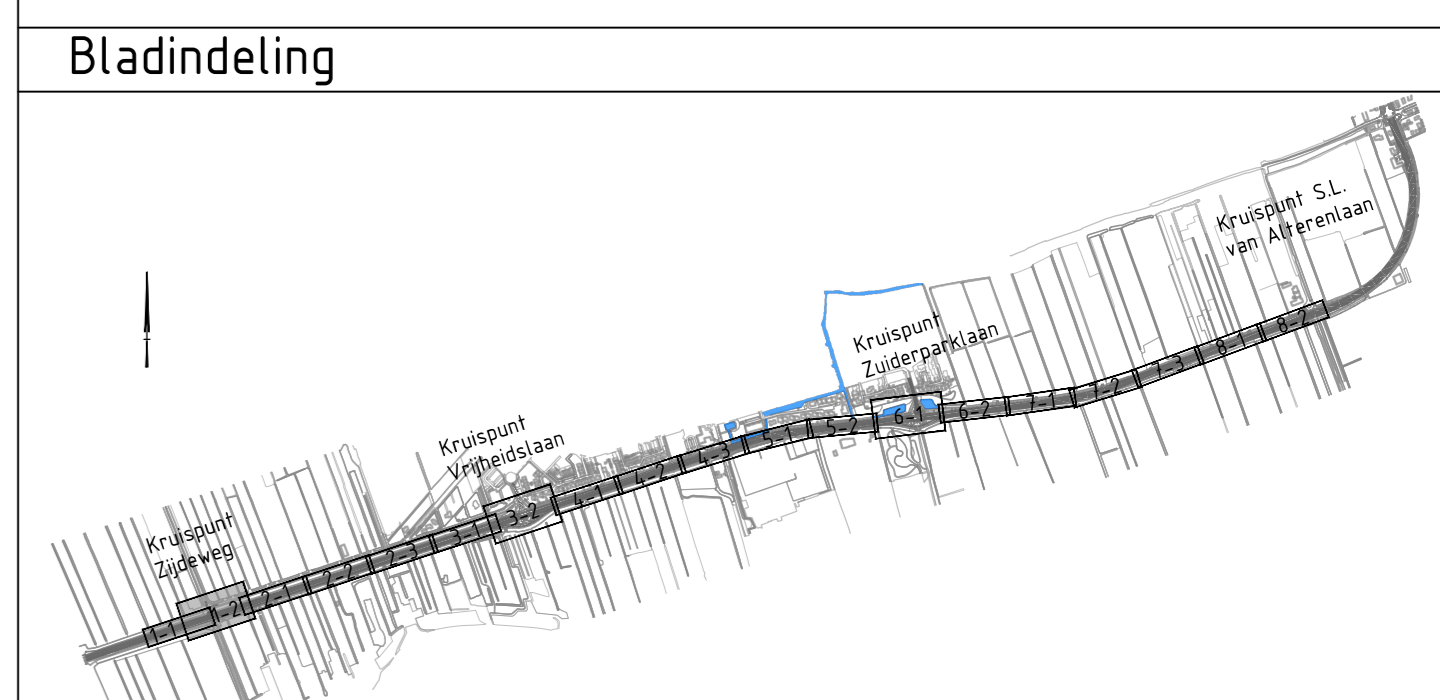 Bladindeling
Kruispunt S.L.
van Alterenlaan
Kruispunt
Zuiderparklaan
Kruispunt
Vrijheidslaan
Kruispunt
Zijdeweg
1-1
1-2
2-1
2-2
2-3
3-1
3-2
4-1
4-2
4-3
5-1
5-2
6-1
6-2
7-1
7-2
7-3
8-1
8-2